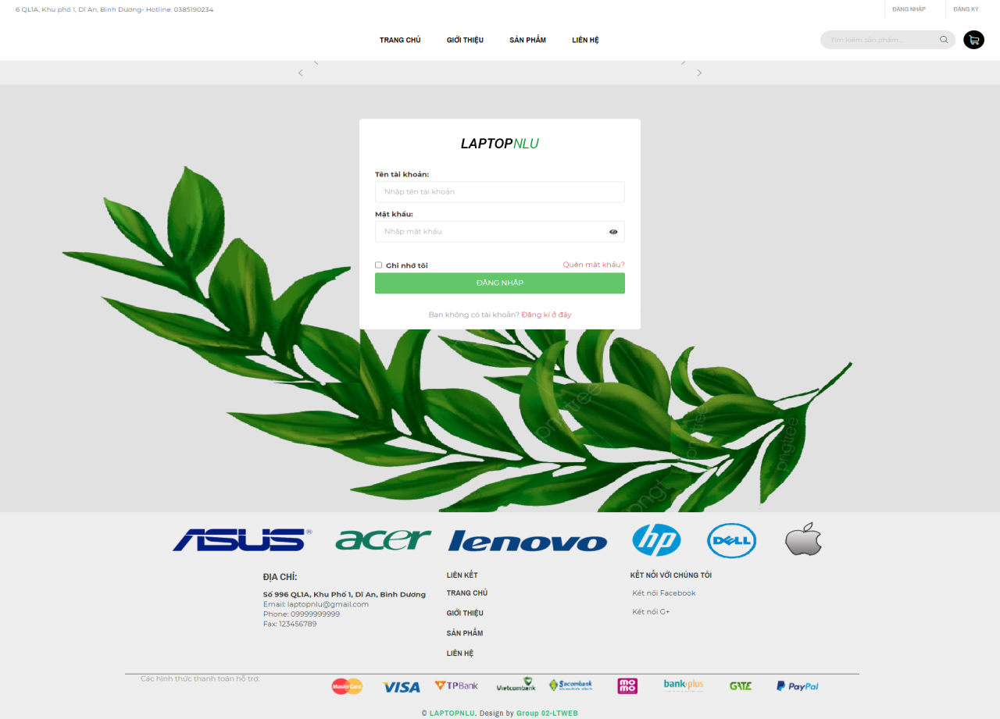 6 QL1A, Khu phố 1, Dĩ An, Bình Dương- Hotline: 0385190234
ĐĂNG NHẬP
ĐĂNG KÝ
TRANG CHỦ
GIỚI THIỆU
SẢN PHẨM
LIÊN HỆ
Tìm kiếm sản phẩm...
LAPTOPNLU
Tên tài khoản:
Nhập tên tài khoản
Mật khẩu:
Nhập mật khẩu
Ghi nhớ tôi
Quên mật khẩu?
ĐĂNG NHẬP
Bạn không có tài khoản? Đăng kí ở đây
pngtree
pngtree
pngtree
pngtree
ASUS
acer
lenovo
hp
DELL
ĐỊA CHỈ:
Số 996 QL1A, Khu Phố 1, Dĩ An, Bình Dương
Email: laptopnlu@gmail.com
Phone: 09999999999
Fax: 123456789
LIÊN KẾT
TRANG CHỦ
GIỚI THIỆU
SẢN PHẨM
LIÊN HỆ
KẾT NỐI VỚI CHÚNG TÔI
Kết nối Facebook
Kết nối G+
Các hình thức thanh toán hỗ trợ:
MasterCard
VISA
TPBank
Vietcombank
Sacombank
momo
bank+plus
GATE
PayPal
© LAPTOPNLU. Design by Group 02-LTWEB